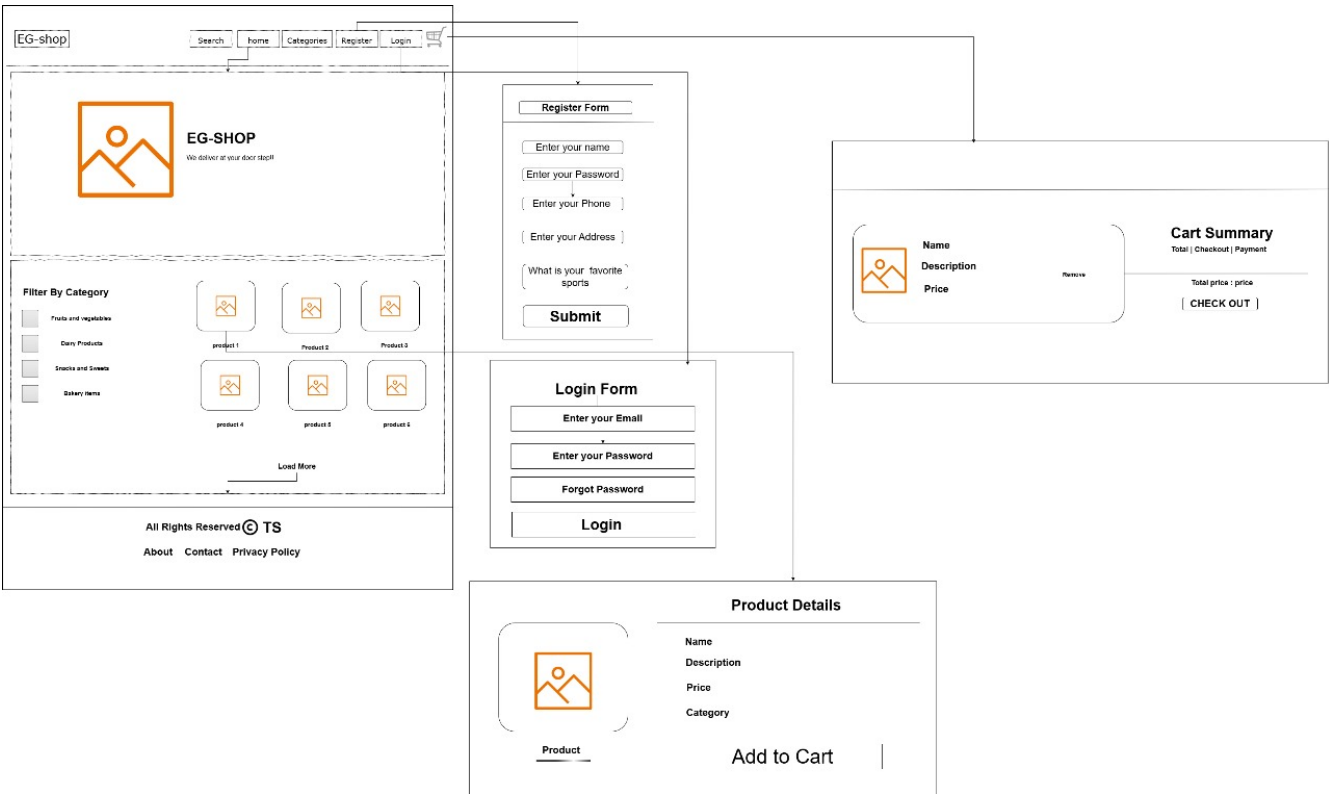 EG-shop
Search
home
Categories
Register
Login
EG-SHOP
We deliver at your door step!!!
Filter By Category
Fruits and vegetables
Dairy Products
Snacks and Sweets
Bakery items
product 1
Product 2
Product 3
product 4
product 5
product 6
Load More
All Rights Reserved © TS
About Contact Privacy Policy
Register Form
Enter your name
Enter your Password
Enter your Phone
Enter your Address
What is your favorite
sports
Submit
Login Form
Enter your Email
Enter your Password
Forgot Password
Login
Name
Description
Price
Remove
Cart Summary
Total | Checkout | Payment
Total price : price
CHECK OUT
Product Details
Name
Description
Price
Category
Product
Add to Cart